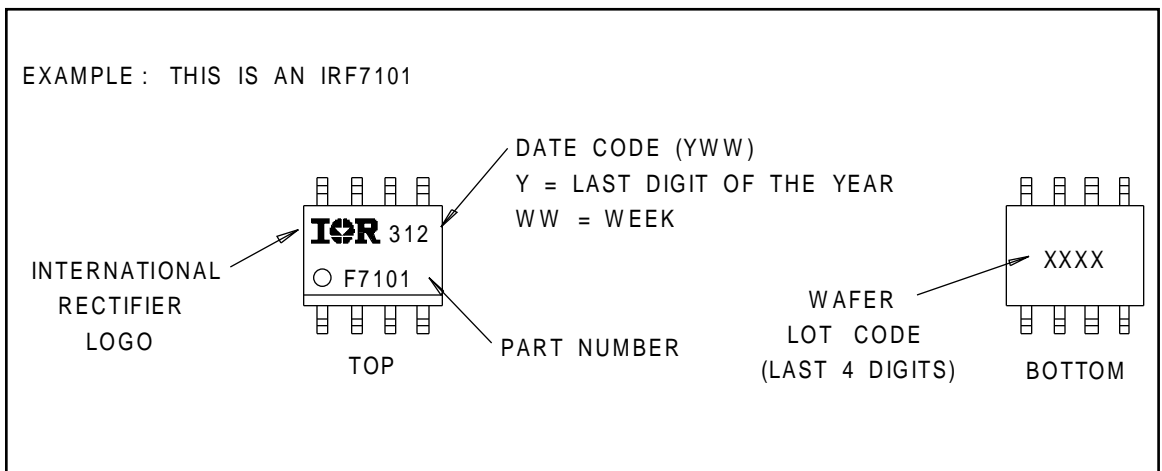 EXAMPLE : THIS IS AN IRF7101
DATE CODE (YWW)
Y = LAST DIGIT OF THE YEAR
WW = WEEK
IOR 312
F7101
INTERNATIONAL
RECTIFIER
LOGO
PART NUMBER
TOP
XXXX
WAFER
LOT CODE
(LAST 4 DIGITS)
BOTTOM